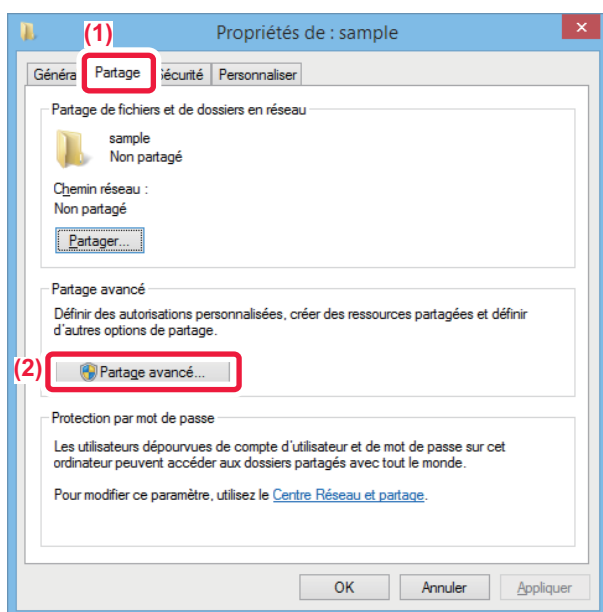 (1)
Propriétés de : sample
Généra Partage écurité Personnaliser
Partage de fichiers et de dossiers en réseau
sample
Non partagé
Chemin réseau :
Non partagé
Partager...
Partage avancé
Définir des autorisations personnalisées, créer des ressources partagées et définir
d'autres options de partage.
(2)
Partage avancé...
Protection par mot de passe
Les utilisateurs dépourvues de compte d'utilisateur et de mot de passe sur cet
ordinateur peuvent accéder aux dossiers partagés avec tout le monde.
Pour modifier ce paramètre, utilisez le Centre Réseau et partage.
OK Annuler Appliquer